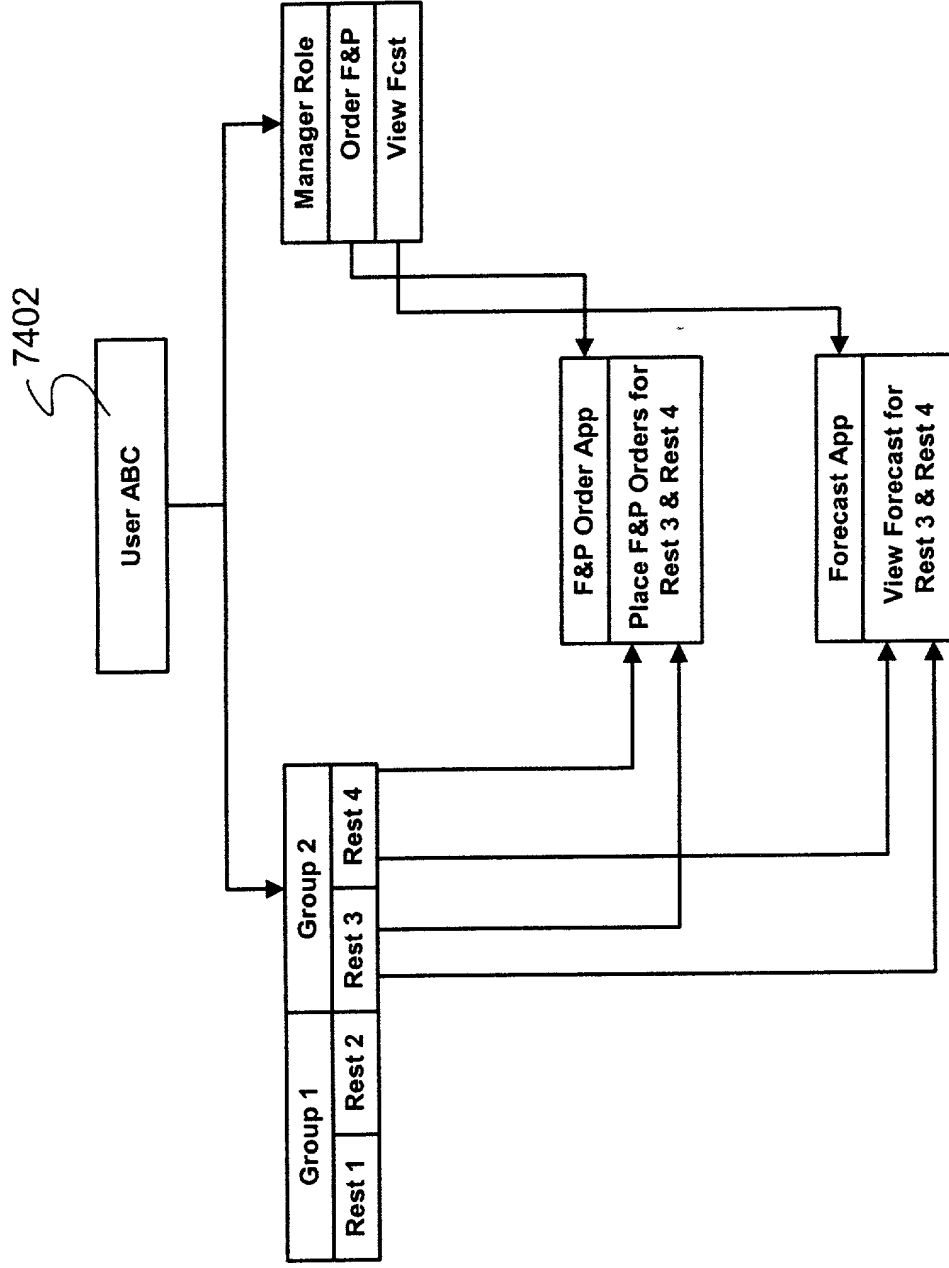 7402
User ABC
Group 1
Group 2
Rest 1
Rest 2
Rest 3
Rest 4
Manager Role
Order F&P
View Fcst
F&P Order App
Place F&P Orders for
Rest 3 & Rest 4
Forecast App
View Forecast for
Rest 3 & Rest 4